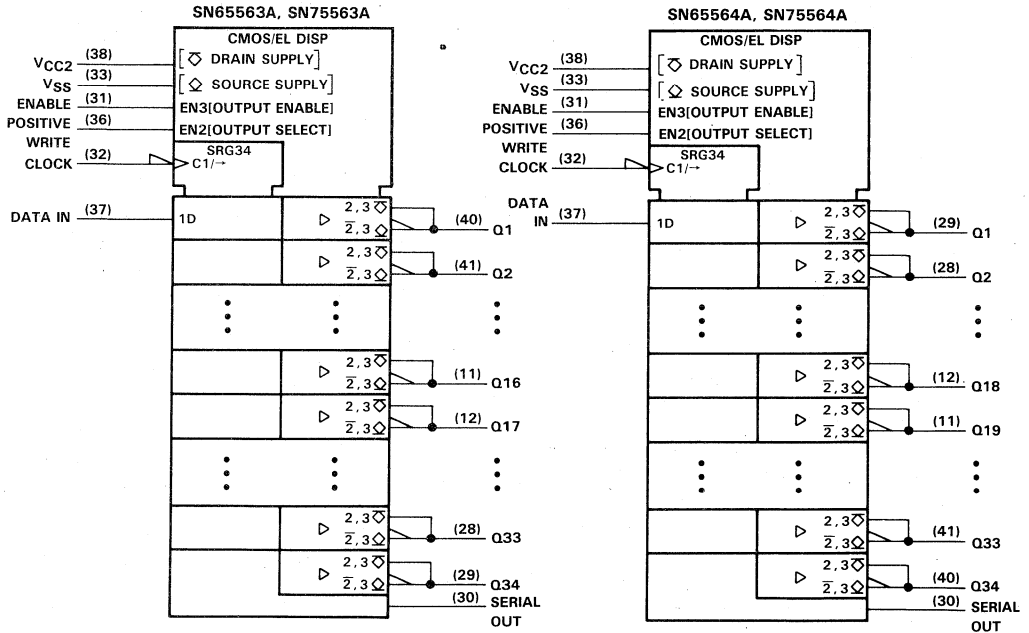 SN65563A, SN75563A
CMOS/EL DISP
[ DRAIN SUPPLY]
[ SOURCE SUPPLY]
EN3[OUTPUT ENABLE]
EN2[OUTPUT SELECT]
VCC2 (38)
VSS (33)
ENABLE (31)
POSITIVE (36)
WRITE
CLOCK (32)
SRG34
C1/→
DATA IN (37)
1D
2,3
2,3 (40) Q1
2,3
2,3 (41) Q2
2,3
2,3 (11) Q16
2,3
2,3 (12) Q17
2,3
2,3 (28) Q33
2,3
2,3 (29) Q34
(30) SERIAL
OUT
SN65564A, SN75564A
CMOS/EL DISP
[ DRAIN SUPPLY]
[ SOURCE SUPPLY]
EN3[OUTPUT ENABLE]
EN2[OUTPUT SELECT]
VCC2 (38)
VSS (33)
ENABLE (31)
POSITIVE (36)
WRITE
CLOCK (32)
SRG34
C1/→
DATA
IN (37)
1D
2,3
2,3 (29) Q1
2,3
2,3 (28) Q2
2,3
2,3 (12) Q18
2,3
2,3 (11) Q19
2,3
2,3 (41) Q33
2,3
2,3 (40) Q34
(30) SERIAL
OUT